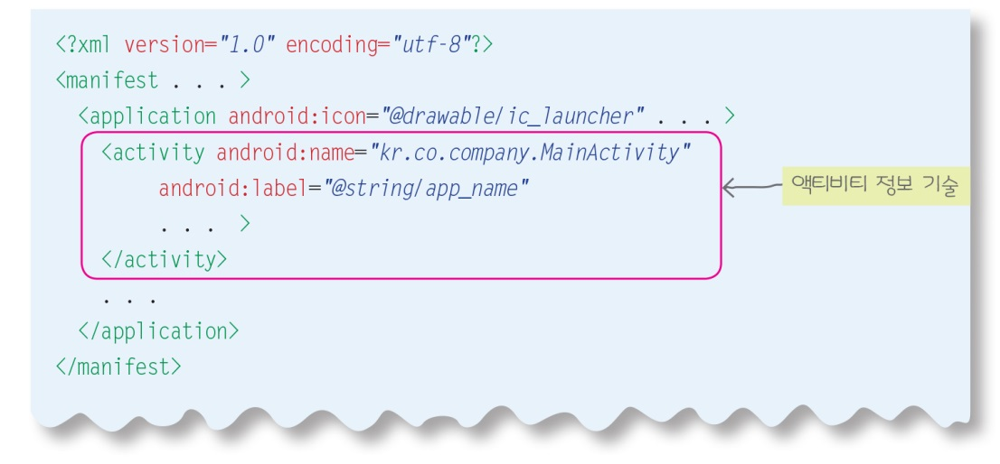 <?xml version="1.0" encoding="utf-8"?>
<manifest . . . >
<application android:icon="@drawable/ic_launcher" . . . >
<activity android:name="kr.co.company.MainActivity"
android:label="@string/app_name"
. . . >
</activity>
액티비티 정보 기술
. . .
</application>
</manifest>